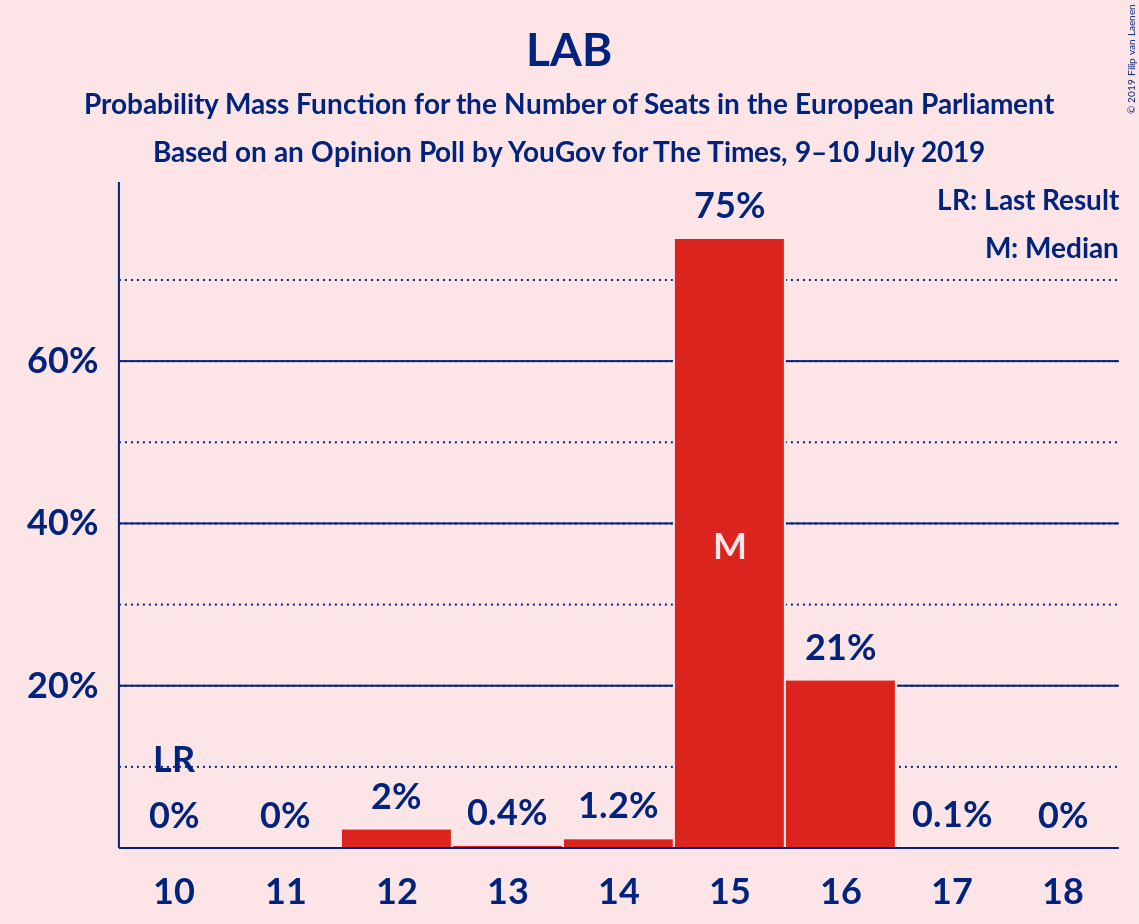 LAB
Probability Mass Function for the Number of Seats in the European Parliament
Based on an Opinion Poll by YouGov for The Times, 9–10 July 2019
© 2019 Filip van Laenen
LR: Last Result
M: Median
75%
60%
40%
M
21%
20%
LR
0%
0%
2%
0.4%
1.2%
0.1%
0%
10
11
12
13
14
15
16
17
18